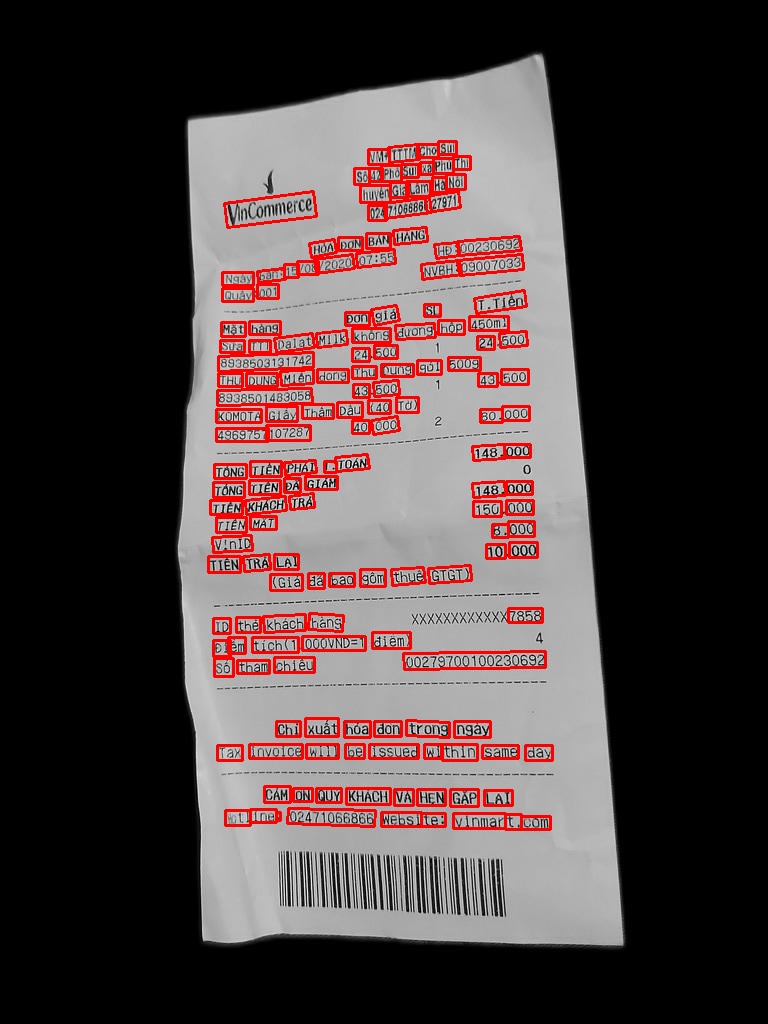 VinCommerce
VM+ TTTM Chợ Sủi
Số 42 Phố Sủi xã Phú Thị
huyện Gia Lâm Hà Nội
02471066866 27971
HÓA ĐƠN BÁN HÀNG
Ngày bán: 15/08/2020 07:55 HĐ: 00230692
Quầy 001 NVBH: 09007033
Mặt hàng Đơn giá SL T.Tiền
Sữa TTT Dalat Milk không đường hộp 450ml
8938503131742 24.500 1 24.500
THU DUNG Miến dong Thu Dung gói 500g
8938501483058 43.500 1 43.500
KOMOTA Giấy Thấm Dầu (40 Tờ)
4969757107287 40.000 2 80.000
TỔNG TIỀN PHẢI T.TOÁN 148.000
TỔNG TIỀN ĐÃ GIẢM 0
TIỀN KHÁCH TRẢ 148.000
TIỀN MẶT 150.000
VinID 8.000
TIỀN TRẢ LẠI 10.000
(Giá đã bao gồm thuế GTGT)
ID thẻ khách hàng XXXXXXXXXXXX7858
Điểm tích(1.000VND=1 điểm) 4
Số tham chiếu 00279700100230692
Chỉ xuất hóa đơn trong ngày
Tax invoice will be issued within same day
CẢM ƠN QUÝ KHÁCH VÀ HẸN GẶP LẠI
Hotline: 02471066866 Website: vinmart.com